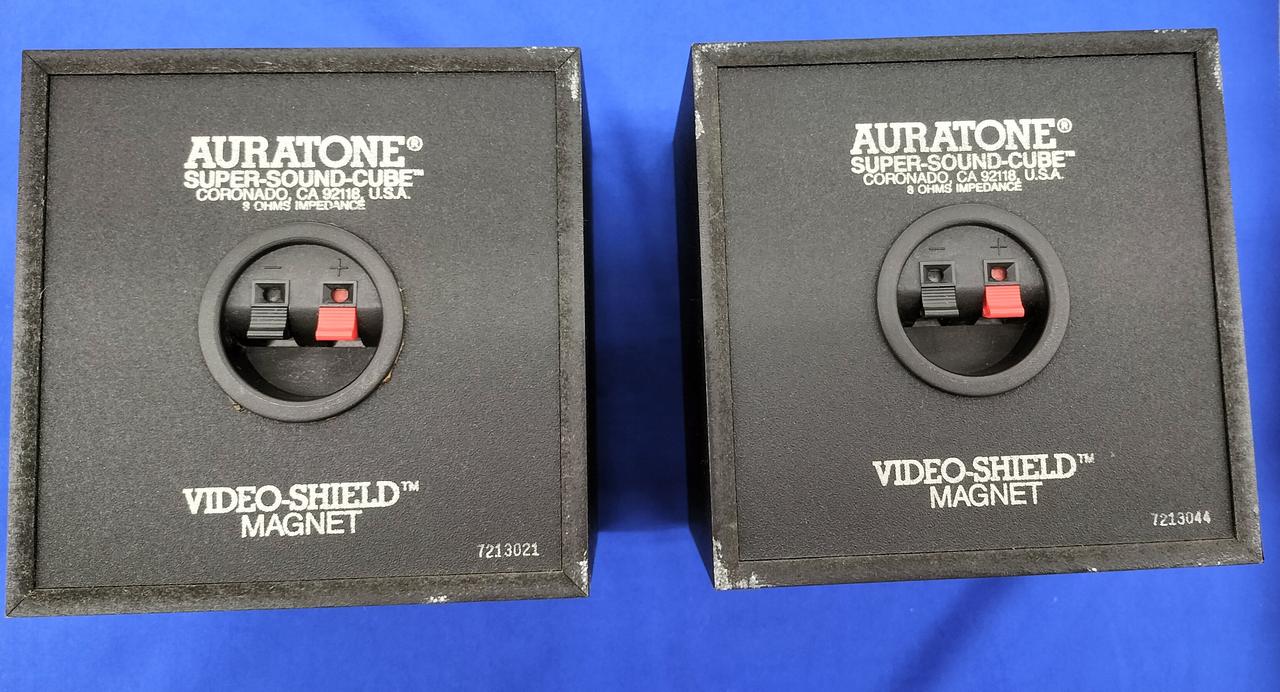 AURATONE®
SUPER-SOUND-CUBE™
CORONADO, CA 92118, U.S.A.
8 OHMS IMPEDANCE
− +
VIDEO-SHIELD™
MAGNET
7213021
AURATONE®
SUPER-SOUND-CUBE™
CORONADO, CA 92118, U.S.A.
8 OHMS IMPEDANCE
− +
VIDEO-SHIELD™
MAGNET
7213044